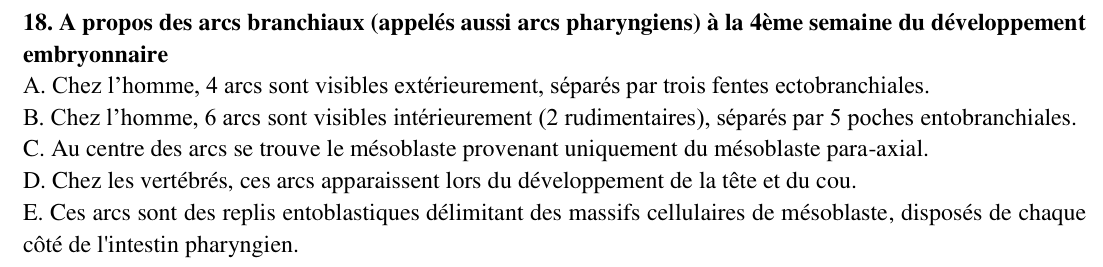 18. A propos des arcs branchiaux (appelés aussi arcs pharyngiens) à la 4ème semaine du développement
embryonnaire
A. Chez l’homme, 4 arcs sont visibles extérieurement, séparés par trois fentes ectobranchiales.
B. Chez l’homme, 6 arcs sont visibles intérieurement (2 rudimentaires), séparés par 5 poches entobranchiales.
C. Au centre des arcs se trouve le mésoblaste provenant uniquement du mésoblaste para-axial.
D. Chez les vertébrés, ces arcs apparaissent lors du développement de la tête et du cou.
E. Ces arcs sont des replis entoblastiques délimitant des massifs cellulaires de mésoblaste, disposés de chaque
côté de l'intestin pharyngien.